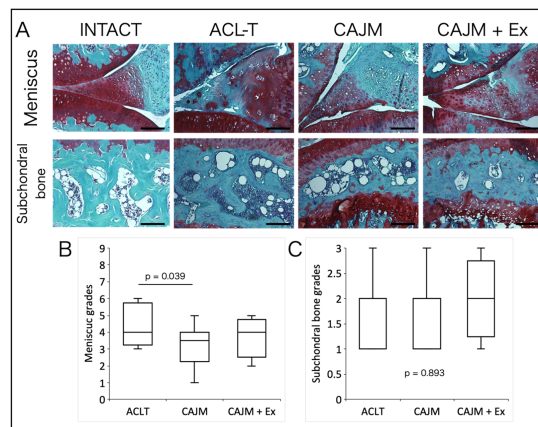 A
INTACT ACL-T CAJM CAJM + Ex
Meniscus
Subchondral
bone
B
Meniscuc grades
9
8
7
6
5
4
3
2
1
0
p = 0.039
ACLT CAJM CAJM + Ex
C
Subchondral bone grades
3
2.5
2
1.5
1
0.5
0
p = 0.893
ACLT CAJM CAJM + Ex